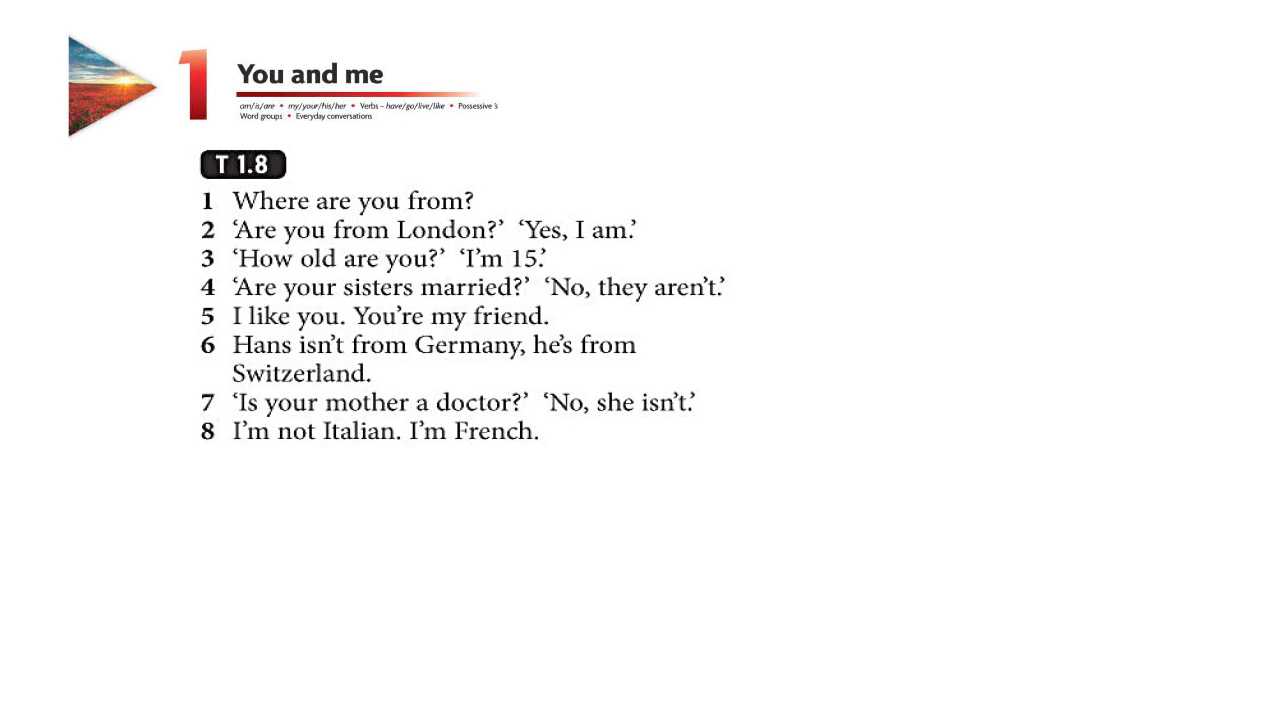 1
You and me
am/is/are • my/your/his/her • Verbs – have/go/live/like • Possessive 's
Word groups • Everyday conversations
T 1.8
1 Where are you from?
2 ‘Are you from London?’ ‘Yes, I am.’
3 ‘How old are you?’ ‘I’m 15.’
4 ‘Are your sisters married?’ ‘No, they aren’t.’
5 I like you. You’re my friend.
6 Hans isn’t from Germany, he’s from
Switzerland.
7 ‘Is your mother a doctor?’ ‘No, she isn’t.’
8 I’m not Italian. I’m French.